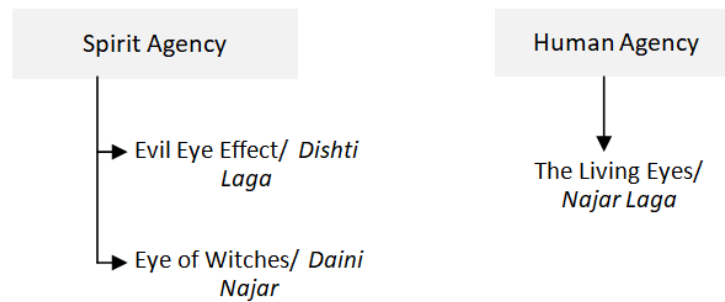 Spirit Agency
Evil Eye Effect/ Dishti
Laga
Eye of Witches/ Daini
Najar
Human Agency
The Living Eyes/
Najar Laga